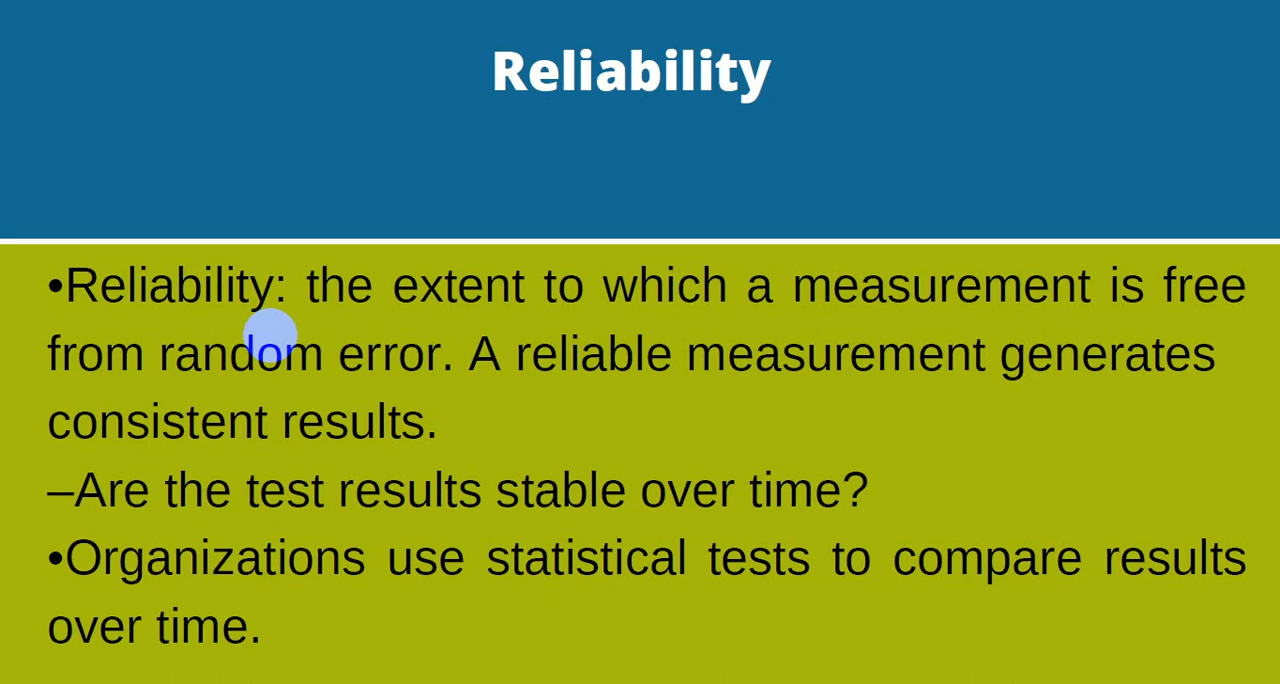 Reliability
•Reliability: the extent to which a measurement is free
from random error. A reliable measurement generates
consistent results.
–Are the test results stable over time?
•Organizations use statistical tests to compare results
over time.